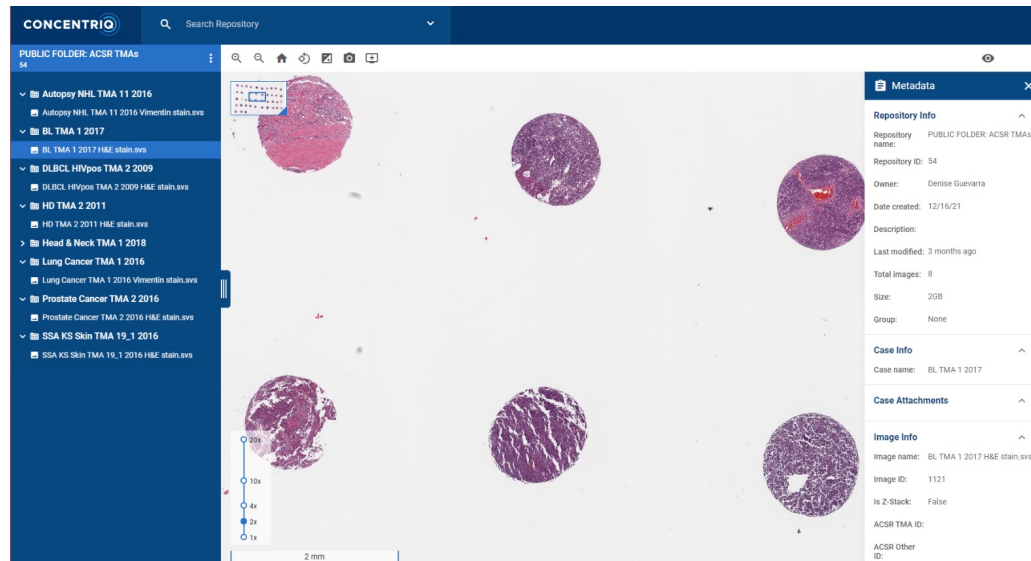 CONCENTRIQ
Search Repository
PUBLIC FOLDER: ACSR TMAs
54
Autopsy NHL TMA 11 2016
Autopsy NHL TMA 11 2016 Vimentin stain.svs
BL TMA 1 2017
BL TMA 1 2017 H&E stain.svs
DLBCL HIVpos TMA 2 2009
DLBCL HIVpos TMA 2 2009 H&E stain.svs
HD TMA 2 2011
HD TMA 2 2011 H&E stain.svs
Head & Neck TMA 1 2018
Lung Cancer TMA 1 2016
Lung Cancer TMA 1 2016 Vimentin stain.svs
Prostate Cancer TMA 2 2016
Prostate Cancer TMA 2 2016 H&E stain.svs
SSA KS Skin TMA 19_1 2016
SSA KS Skin TMA 19_1 2016 H&E stain.svs
20x
10x
4x
2x
1x
2 mm
Metadata
Repository Info
Repository name: PUBLIC FOLDER: ACSR TMAs
Repository ID: 54
Owner: Denise Guevarra
Date created: 12/16/21
Description:
Last modified: 3 months ago
Total images: 8
Size: 2GB
Group: None
Case Info
Case name: BL TMA 1 2017
Case Attachments
Image Info
Image name: BL TMA 1 2017 H&E stain.svs
Image ID: 1121
Is Z-Stack: False
ACSR TMA ID:
ACSR Other
ID: